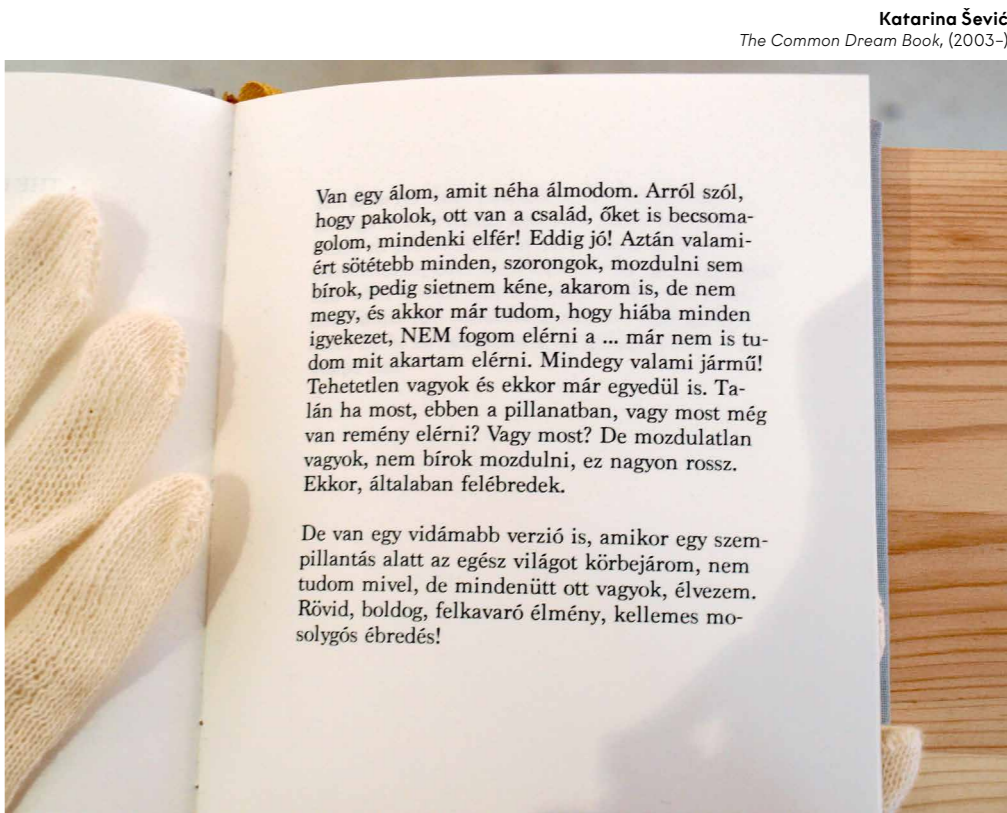 Katarina Šević
The Common Dream Book, (2003–)
Van egy álom, amit néha álmodom. Arról szól,
hogy pakolok, ott van a család, őket is becsoma-
golom, mindenki elfér! Eddig jó! Aztán valami-
ért sötétebb minden, szorongok, mozdulni sem
bírok, pedig sietnem kéne, akarom is, de nem
megy, és akkor már tudom, hogy hiába minden
igyekezet, NEM fogom elérni a ... már nem is tu-
dom mit akartam elérni. Mindegy valami jármű!
Tehetetlen vagyok és ekkor már egyedül is. Ta-
lán ha most, ebben a pillanatban, vagy most még
van remény elérni? Vagy most? De mozdulatlan
vagyok, nem bírok mozdulni, ez nagyon rossz.
Ekkor, általaban felébredek.
De van egy vidámabb verzió is, amikor egy szem-
pillantás alatt az egész világot körbejárom, nem
tudom mivel, de mindenütt ott vagyok, élvezem.
Rövid, boldog, felkavaró élmény, kellemes mo-
solygós ébredés!